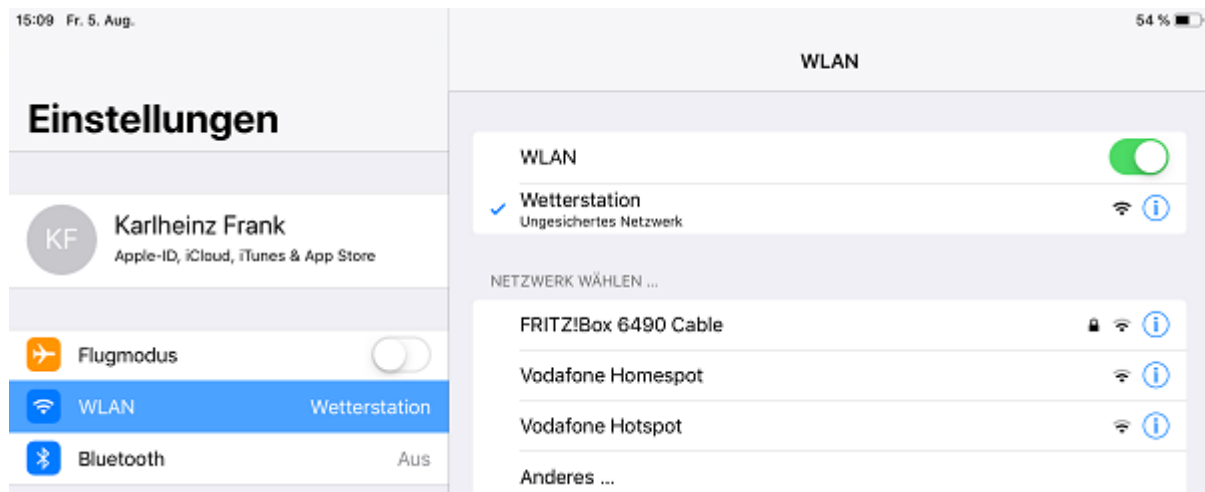 15:09 Fr. 5. Aug.
54 %
Einstellungen
KF
Karlheinz Frank
Apple-ID, iCloud, iTunes & App Store
Flugmodus
WLAN Wetterstation
Bluetooth Aus
WLAN
WLAN
Wetterstation
Ungesichertes Netzwerk
NETZWERK WÄHLEN ...
FRITZ!Box 6490 Cable
Vodafone Homespot
Vodafone Hotspot
Anderes ...